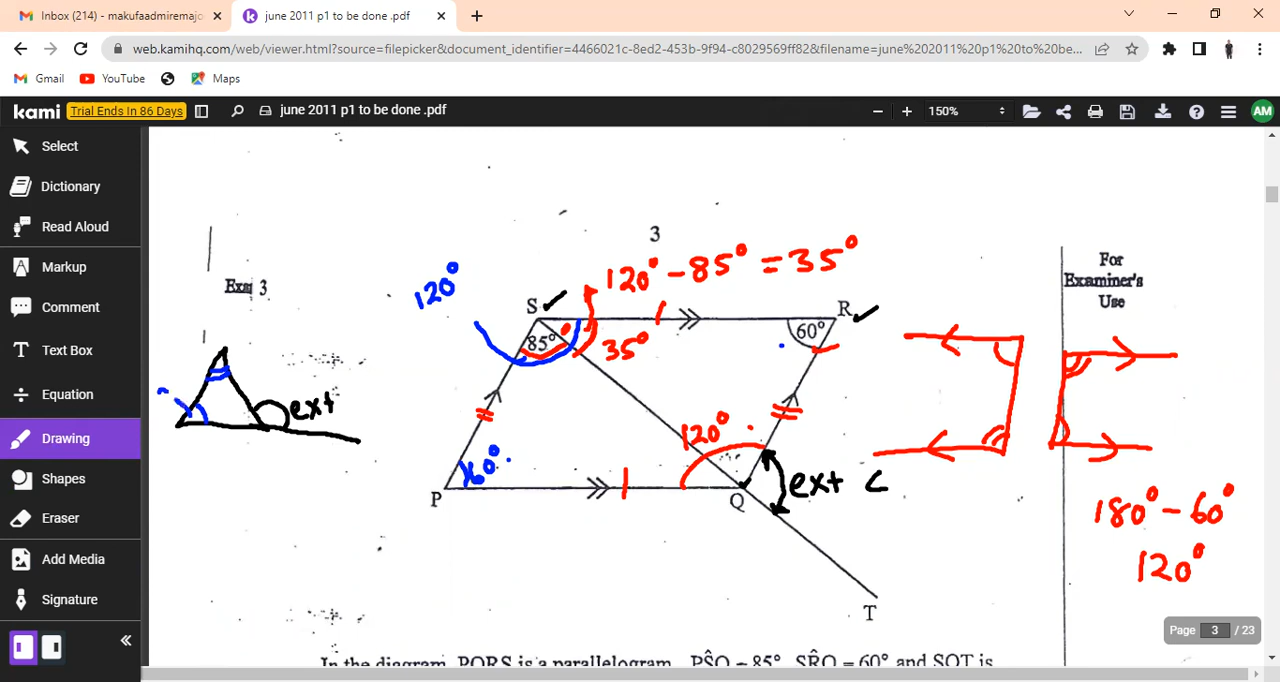 Inbox (214) - makufaadmiremajo
june 2011 p1 to be done .pdf
web.kamihq.com/web/viewer.html?source=filepicker&document_identifier=4466021c-8ed2-453b-9f94-c8029569ff82&filename=june%202011%20p1%20to%20be...
Gmail
YouTube
Maps
kami
Trial Ends In 86 Days
june 2011 p1 to be done .pdf
150%
AM
Select
Dictionary
Read Aloud
Markup
Comment
Text Box
Equation
Drawing
Shapes
Eraser
Add Media
Signature
3
For
Examiner's
Use
120° - 85° = 35°
120°
S
R
85°
35°
60°
ext
120°
60°
ext <
P
Q
180° - 60°
120°
T
Page 3 / 23
In the diagram, PQRS is a parallelogram, PŜQ = 85°, SR̂Q = 60° and SQT is